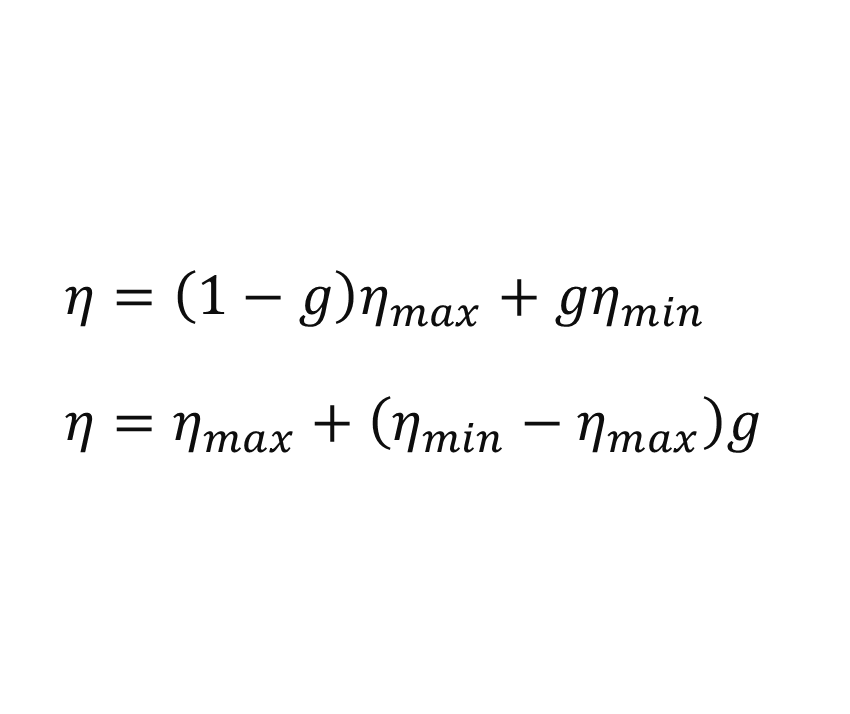 η = (1 − g)η_max + gη_min
η = η_max + (η_min − η_max)g